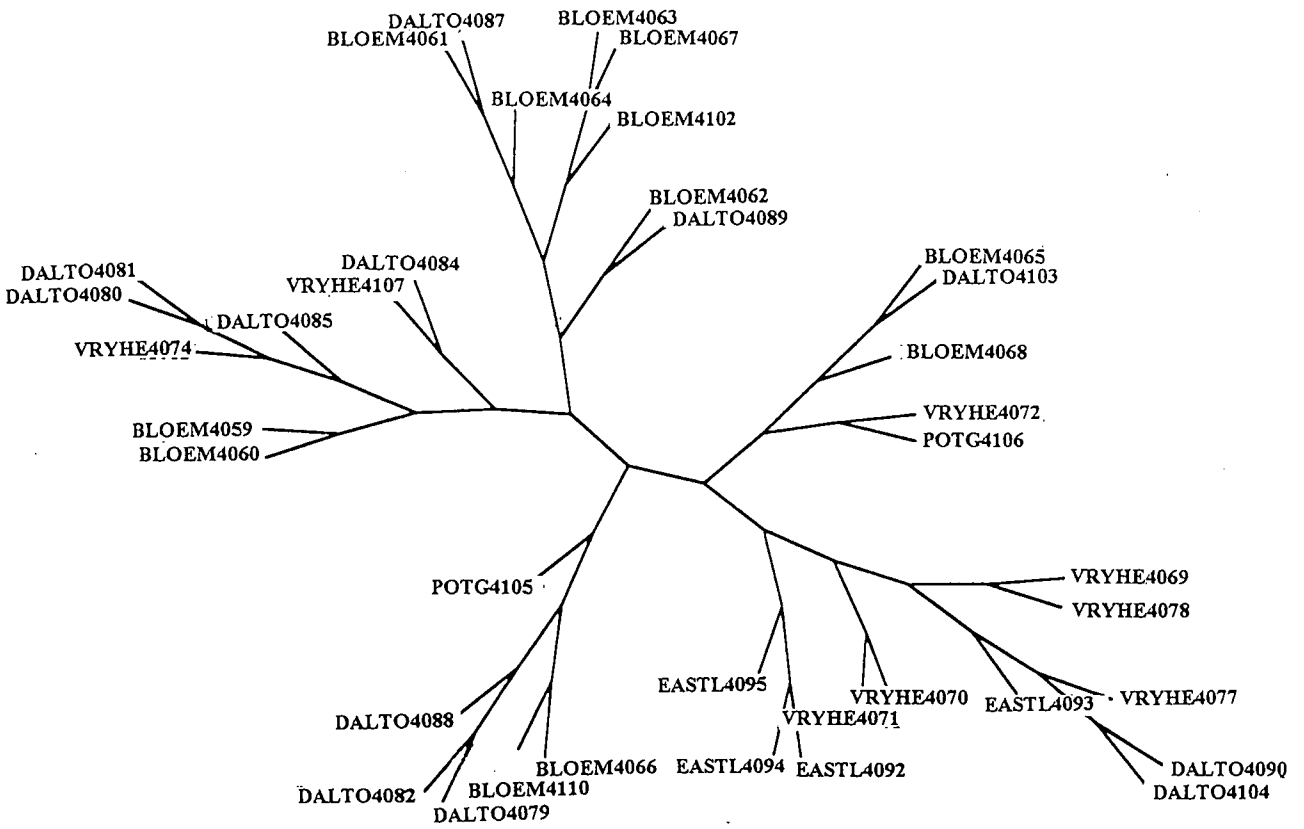 DALTO4087
BLOEM4063
BLOEM4061
BLOEM4067
BLOEM4064
BLOEM4102
BLOEM4062
DALTO4089
DALTO4081
DALTO4084
BLOEM4065
DALTO4080
VRYHE4107
DALTO4103
DALTO4085
VRYHE4074
BLOEM4068
VRYHE4072
BLOEM4059
POTG4106
BLOEM4060
POTG4105
VRYHE4069
VRYHE4078
EASTL4095
VRYHE4070
EASTL4093
VRYHE4077
DALTO4088
VRYHE4071
BLOEM4066
EASTL4094
EASTL4092
DALTO4090
DALTO4082
BLOEM4110
DALTO4104
DALTO4079